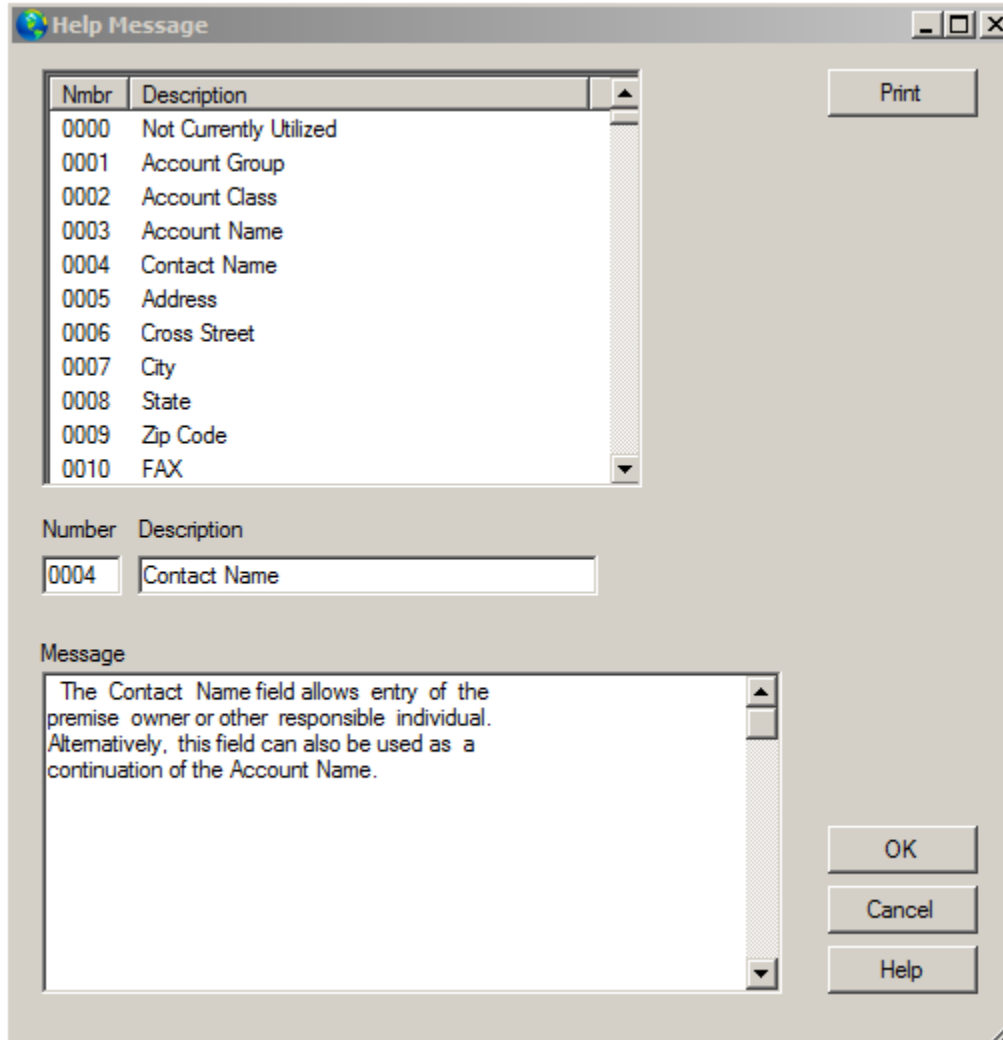 Help Message
Nmbr Description
0000 Not Currently Utilized
0001 Account Group
0002 Account Class
0003 Account Name
0004 Contact Name
0005 Address
0006 Cross Street
0007 City
0008 State
0009 Zip Code
0010 FAX
Print
Number Description
0004 Contact Name
Message
The Contact Name field allows entry of the
premise owner or other responsible individual.
Alternatively, this field can also be used as a
continuation of the Account Name.
OK
Cancel
Help